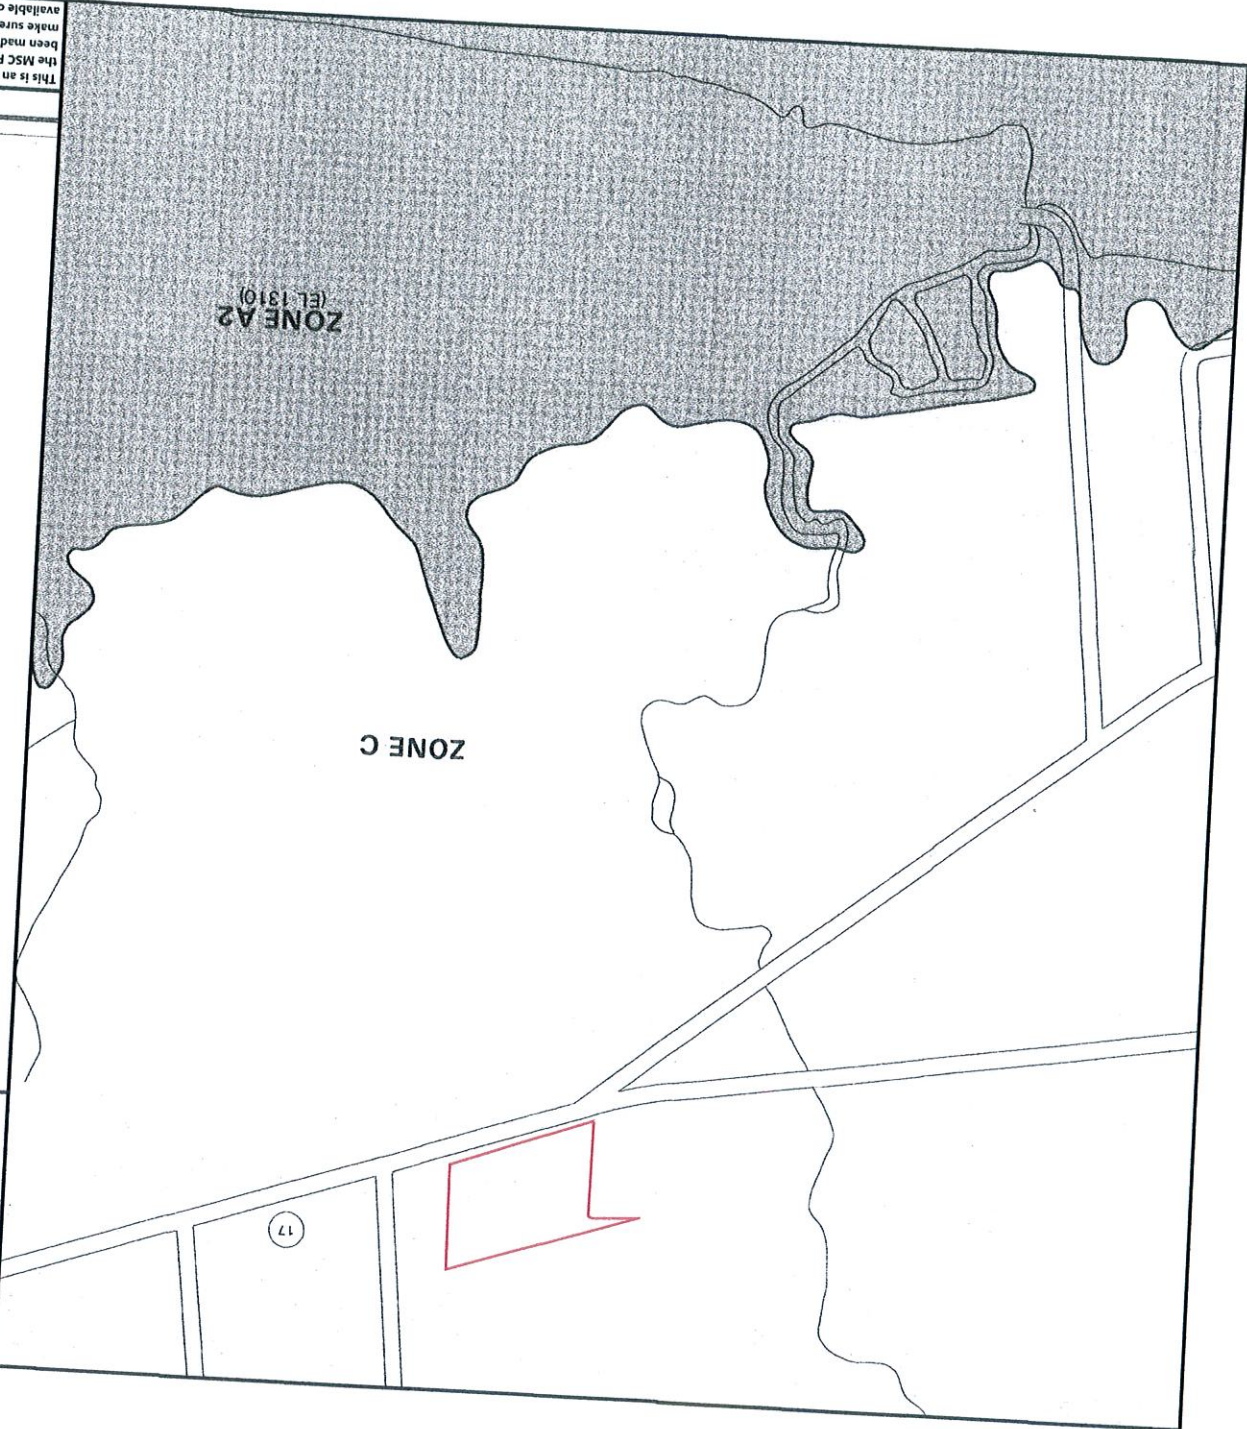 17
ZONE C
ZONE A2
(EL 1310)
This is an
the MSC
been mad
make sure
available